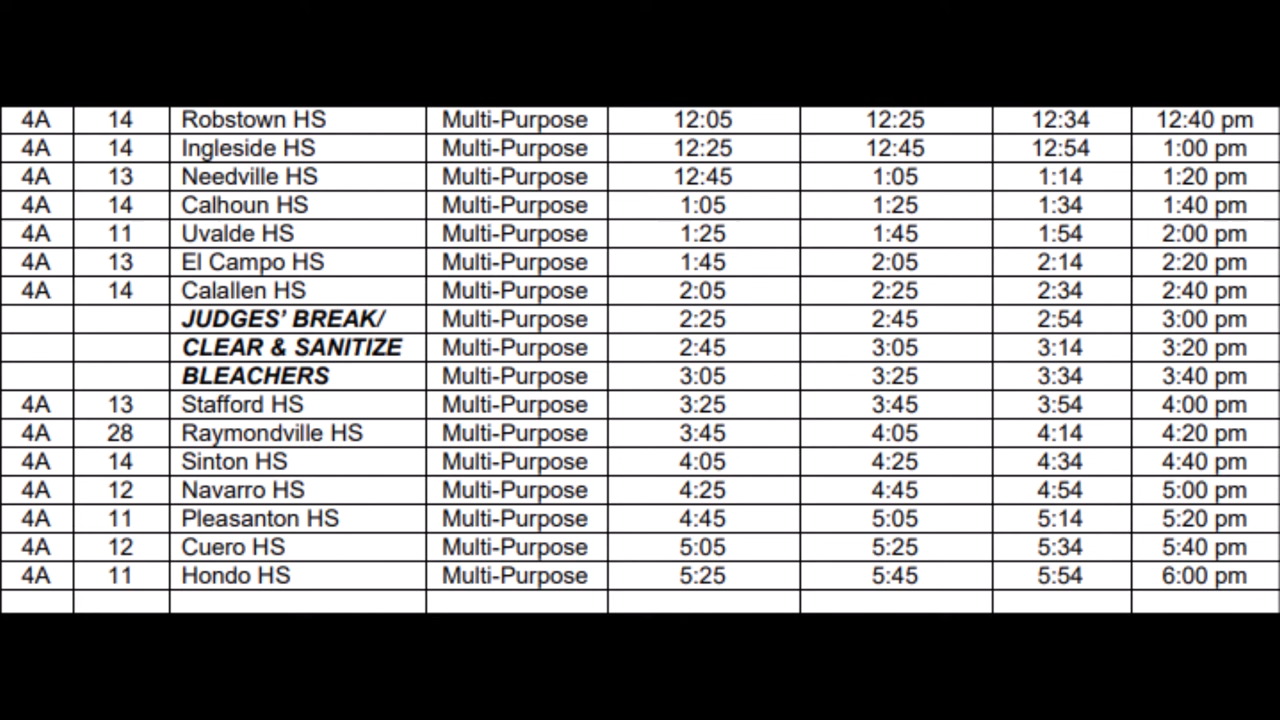 4A 14 Robstown HS Multi-Purpose 12:05 12:25 12:34 12:40 pm
4A 14 Ingleside HS Multi-Purpose 12:25 12:45 12:54 1:00 pm
4A 13 Needville HS Multi-Purpose 12:45 1:05 1:14 1:20 pm
4A 14 Calhoun HS Multi-Purpose 1:05 1:25 1:34 1:40 pm
4A 11 Uvalde HS Multi-Purpose 1:25 1:45 1:54 2:00 pm
4A 13 El Campo HS Multi-Purpose 1:45 2:05 2:14 2:20 pm
4A 14 Calallen HS Multi-Purpose 2:05 2:25 2:34 2:40 pm
JUDGES’ BREAK/ Multi-Purpose 2:25 2:45 2:54 3:00 pm
CLEAR & SANITIZE Multi-Purpose 2:45 3:05 3:14 3:20 pm
BLEACHERS Multi-Purpose 3:05 3:25 3:34 3:40 pm
4A 13 Stafford HS Multi-Purpose 3:25 3:45 3:54 4:00 pm
4A 28 Raymondville HS Multi-Purpose 3:45 4:05 4:14 4:20 pm
4A 14 Sinton HS Multi-Purpose 4:05 4:25 4:34 4:40 pm
4A 12 Navarro HS Multi-Purpose 4:25 4:45 4:54 5:00 pm
4A 11 Pleasanton HS Multi-Purpose 4:45 5:05 5:14 5:20 pm
4A 12 Cuero HS Multi-Purpose 5:05 5:25 5:34 5:40 pm
4A 11 Hondo HS Multi-Purpose 5:25 5:45 5:54 6:00 pm